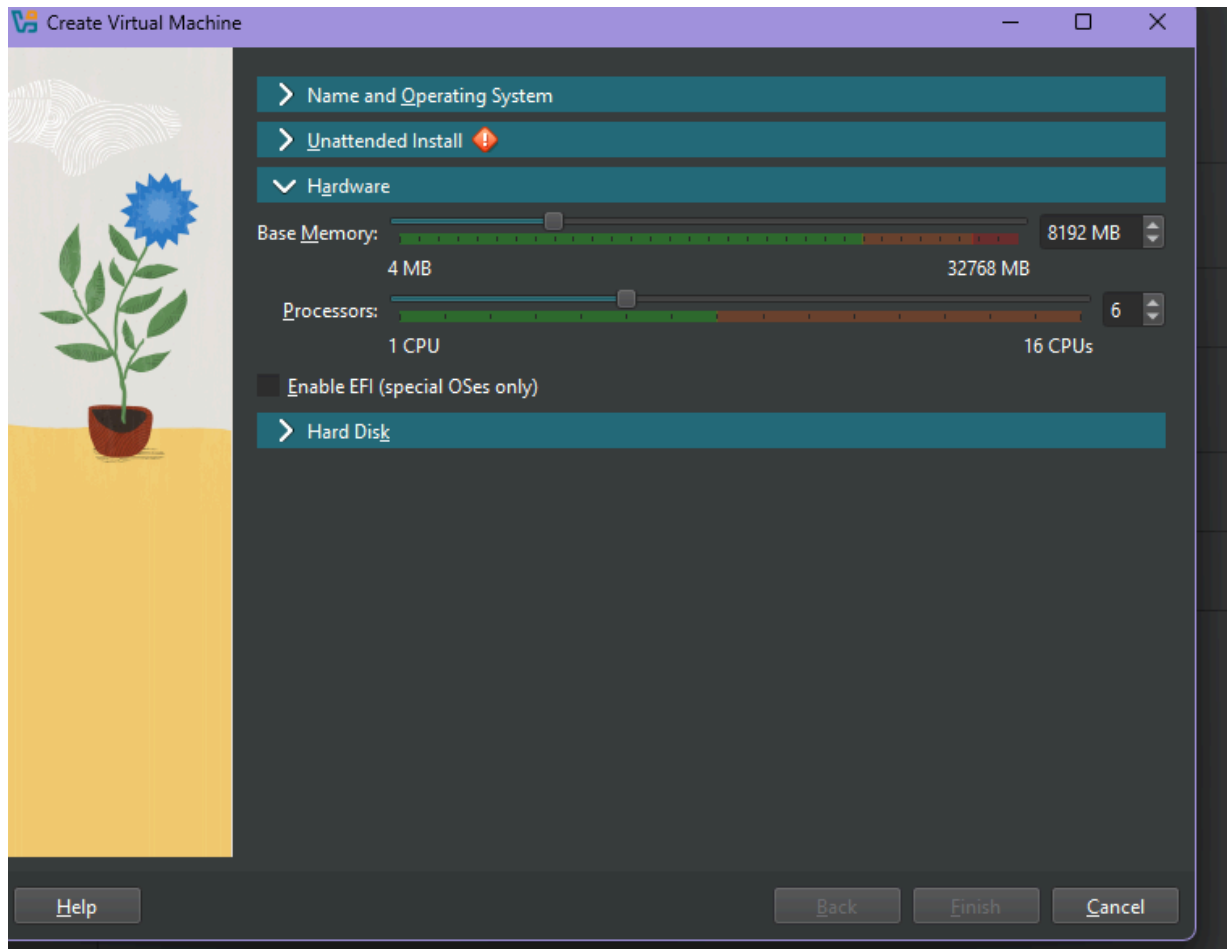 Create Virtual Machine
Name and Operating System
Unattended Install
Hardware
Base Memory: 8192 MB
4 MB 32768 MB
Processors: 6
1 CPU 16 CPUs
Enable EFI (special OSes only)
Hard Disk
Help Back Finish Cancel